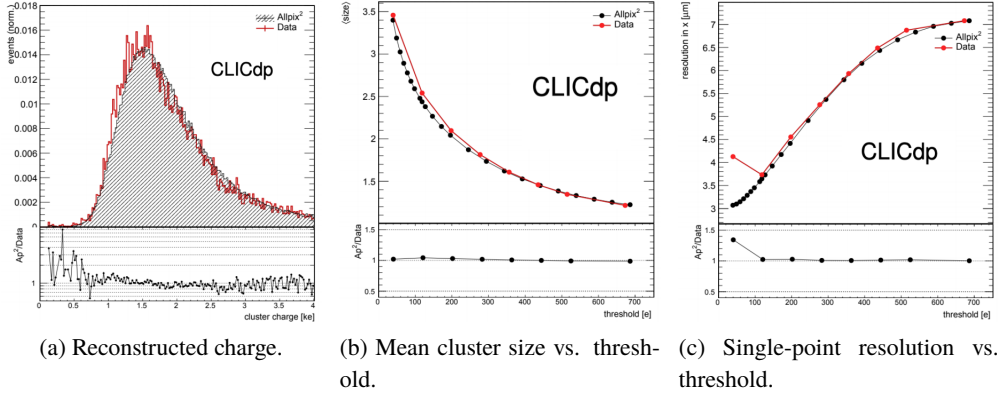 events (norm.)
0.018
0.016
0.014
0.012
0.01
0.008
0.006
0.004
0.002
0
Allpix²
Data
CLICdp
Ap²/Data
1
0 0.5 1 1.5 2 2.5 3 3.5 4
cluster charge [ke]
(a) Reconstructed charge.
⟨size⟩
3.5
3
2.5
2
1.5
Allpix²
Data
CLICdp
Ap²/Data
1.5
1
0.5
0 100 200 300 400 500 600 700
threshold [e]
(b) Mean cluster size vs. thresh-
old.
resolution in x [μm]
7
6.5
6
5.5
5
4.5
4
3.5
3
Allpix²
Data
CLICdp
Ap²/Data
1.5
1
0.5
0 100 200 300 400 500 600 700
threshold [e]
(c) Single-point resolution vs.
threshold.